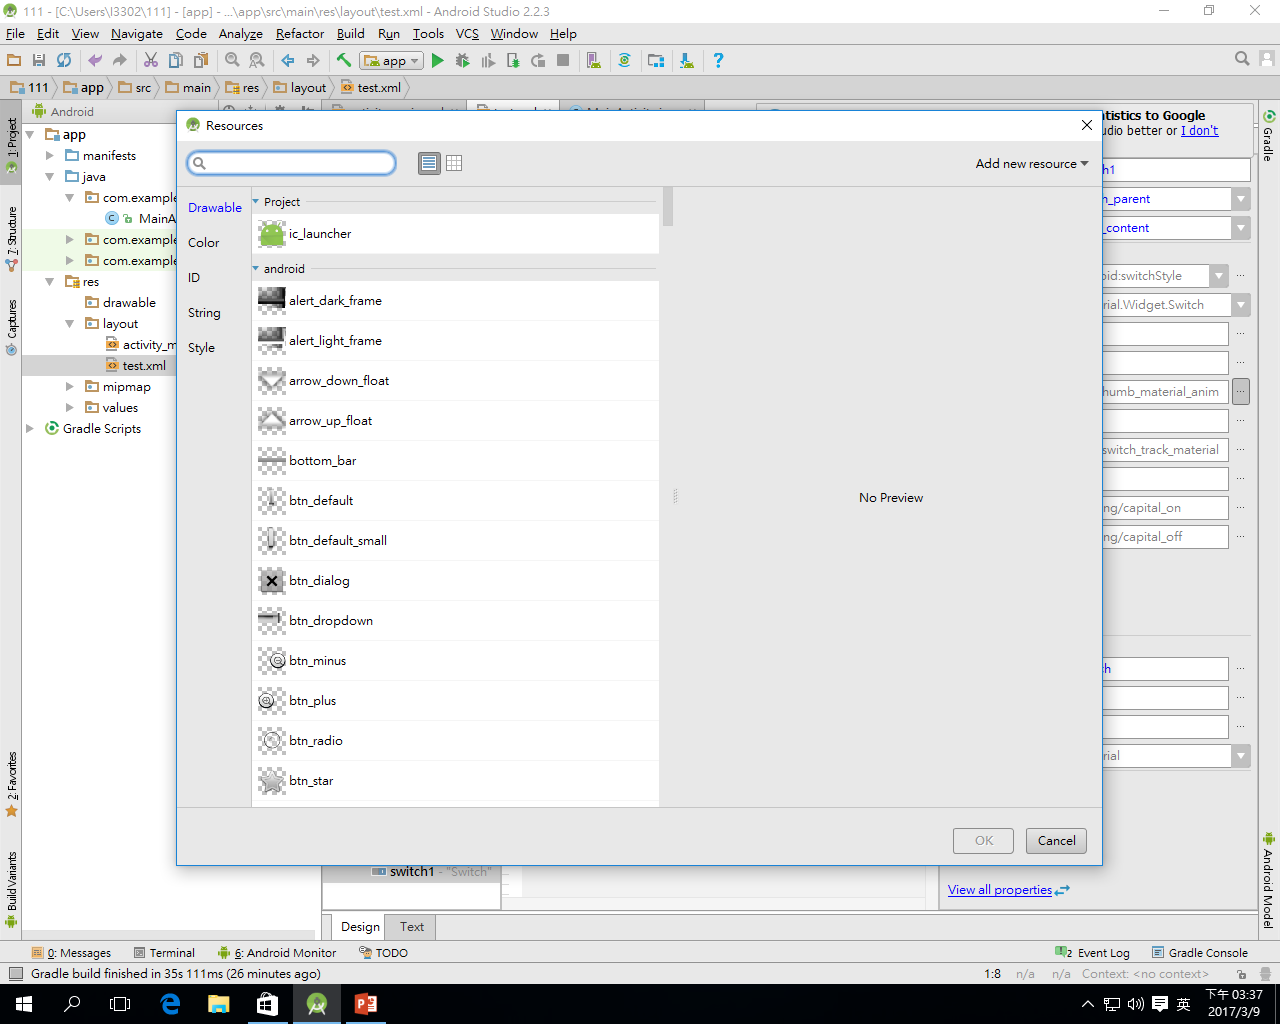 111 - [C:\Users\I3302\111] - [app] - ...\app\src\main\res\layout\test.xml - Android Studio 2.2.3
File Edit View Navigate Code Analyze Refactor Build Run Tools VCS Window Help
app
111 app src main res layout test.xml
Android
1: Project
7: Structure
Captures
2: Favorites
Build Variants
app
manifests
java
com.example
MainA
com.example
com.example
res
drawable
layout
activity_m
test.xml
mipmap
values
Gradle Scripts
Resources
Add new resource
Drawable
Color
ID
String
Style
Project
ic_launcher
android
alert_dark_frame
alert_light_frame
arrow_down_float
arrow_up_float
bottom_bar
btn_default
btn_default_small
btn_dialog
btn_dropdown
btn_minus
btn_plus
btn_radio
btn_star
No Preview
OK Cancel
tistics to Google
udio better or I don't
h1
h_parent
_content
oid:switchStyle
rial.Widget.Switch
humb_material_anim
switch_track_material
ng/capital_on
ng/capital_off
h
rial
View all properties
Gradle
Android Model
switch1 - "Switch"
Design Text
0: Messages Terminal 6: Android Monitor TODO
2 Event Log Gradle Console
Gradle build finished in 35s 111ms (26 minutes ago)
1:8 n/a n/a Context: <no context>
英
下午 03:37
2017/3/9